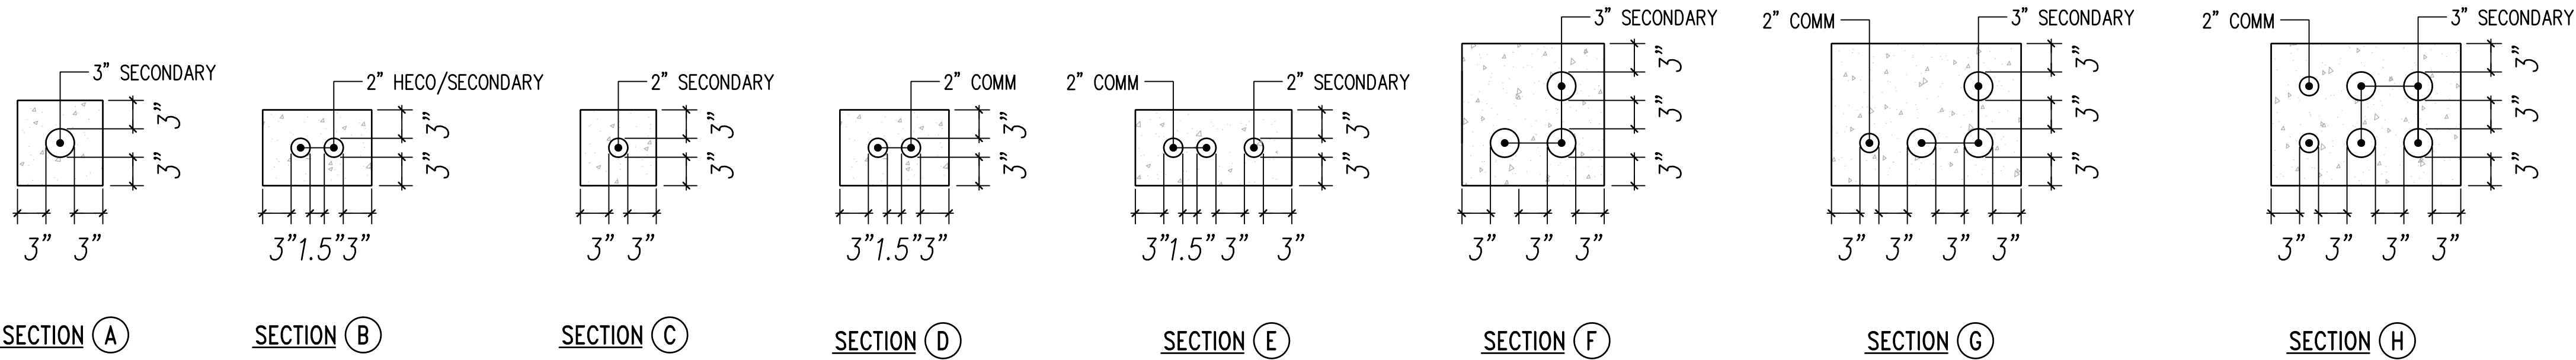 3" SECONDARY
3"
3"
3" 3"
SECTION A
2" HECO/SECONDARY
3"
3"
3"1.5"3"
SECTION B
2" SECONDARY
3"
3"
3" 3"
SECTION C
2" COMM
3"
3"
3"1.5"3"
SECTION D
2" COMM
2" SECONDARY
3"
3"
3"1.5" 3" 3"
SECTION E
3" SECONDARY
3"
3"
3"
3" 3" 3"
SECTION F
2" COMM
3" SECONDARY
3"
3"
3"
3" 3" 3" 3"
SECTION G
2" COMM
3" SECONDARY
3"
3"
3"
3" 3" 3" 3"
SECTION H